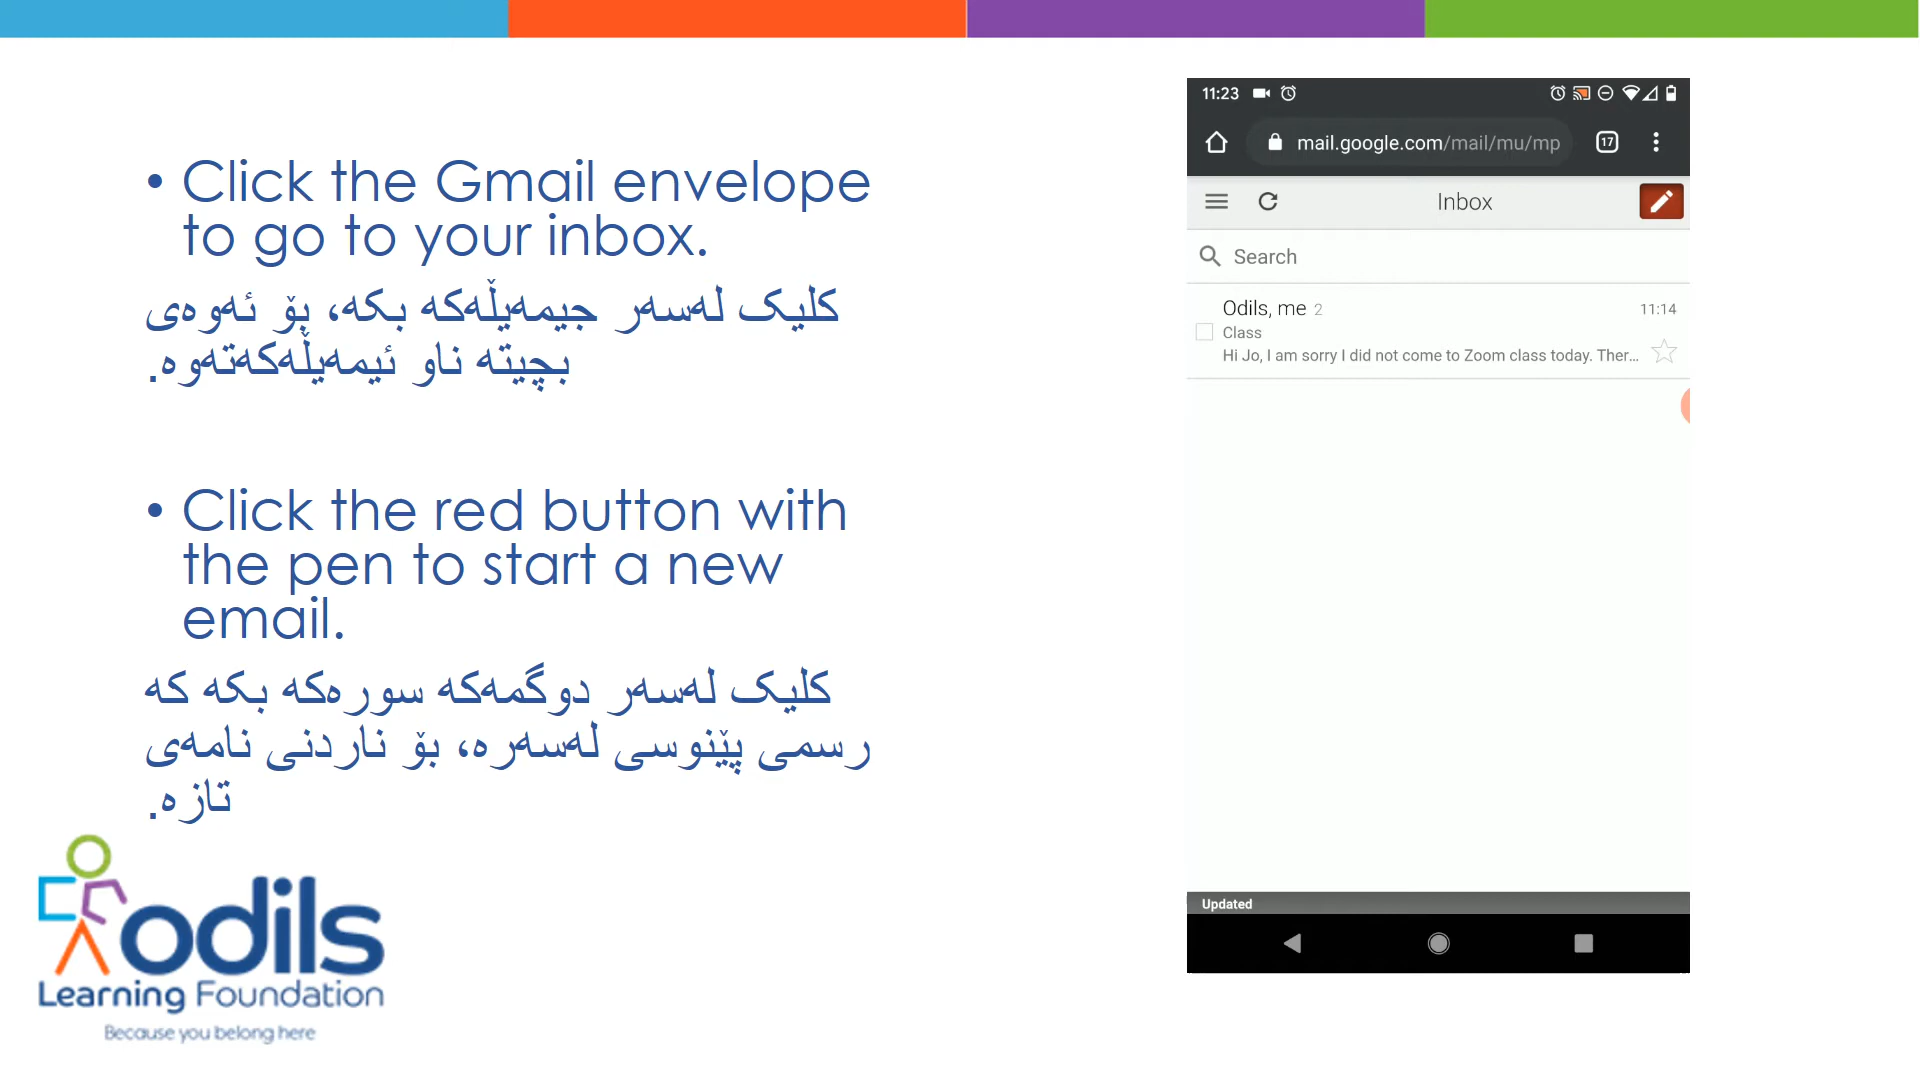 • Click the Gmail envelope
to go to your inbox.
کلیک لەسەر جیمەیڵەکە بکە، بۆ ئەوەی
بچیتە ناو ئیمەیڵەکەتەوە.
• Click the red button with
the pen to start a new
email.
کلیک لەسەر دوگمەکە سورەکە بکە کە
رسمی پێنوسی لەسەرە، بۆ ناردنی نامەی
تازە.
odils
Learning Foundation
Because you belong here
11:23
mail.google.com/mail/mu/mp
17
Inbox
Search
Odils, me 2
11:14
Class
Hi Jo, I am sorry I did not come to Zoom class today. Ther...
Updated